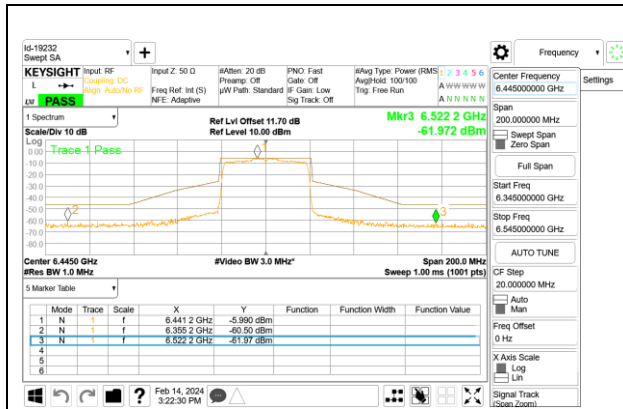 Id-19232
Swept SA
Frequency
KEYSIGHT
L
LXI
PASS
Input: RF
Coupling: DC
Align: Auto/No RF
Input Z: 50 Ω
Freq Ref: Int (S)
NFE: Adaptive
#Atten: 20 dB
Preamp: Off
µW Path: Standard
PNO: Fast
Gate: Off
IF Gain: Low
Sig Track: Off
#Avg Type: Power (RMS
Avg|Hold: 100/100
Trig: Free Run
1 2 3 4 5 6
A W W W W W
A N N N N N
1 Spectrum
Scale/Div 10 dB
Ref Lvl Offset 11.70 dB
Ref Level 10.00 dBm
Mkr3 6.522 2 GHz
-61.972 dBm
Log
Trace 1 Pass
0.00
-10.0
-20.0
-30.0
-40.0
-50.0
-60.0
-70.0
-80.0
1
2
3
Center 6.4450 GHz
#Res BW 1.0 MHz
#Video BW 3.0 MHz*
Span 200.0 MHz
Sweep 1.00 ms (1001 pts)
5 Marker Table
Mode Trace Scale X Y Function Function Width Function Value
1 N 1 f 6.441 2 GHz -5.990 dBm
2 N 1 f 6.355 2 GHz -60.50 dBm
3 N 1 f 6.522 2 GHz -61.97 dBm
4
5
6
?
Feb 14, 2024
3:22:30 PM
Center Frequency
6.445000000 GHz
Settings
Span
200.000000 MHz
Swept Span
Zero Span
Full Span
Start Freq
6.345000000 GHz
Stop Freq
6.545000000 GHz
AUTO TUNE
CF Step
20.000000 MHz
Auto
Man
Freq Offset
0 Hz
X Axis Scale
Log
Lin
Signal Track
(Span Zoom)